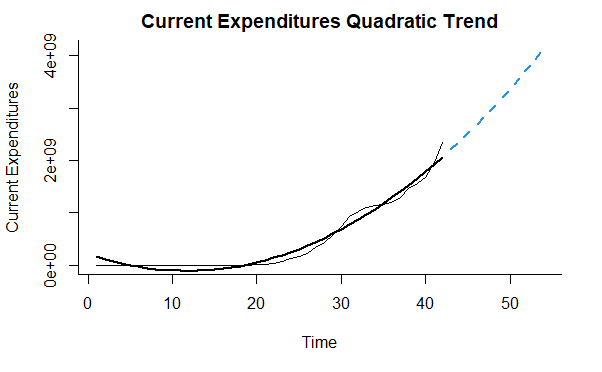 Current Expenditures Quadratic Trend
Current Expenditures
4e+09
2e+09
0e+00
0 10 20 30 40 50
Time